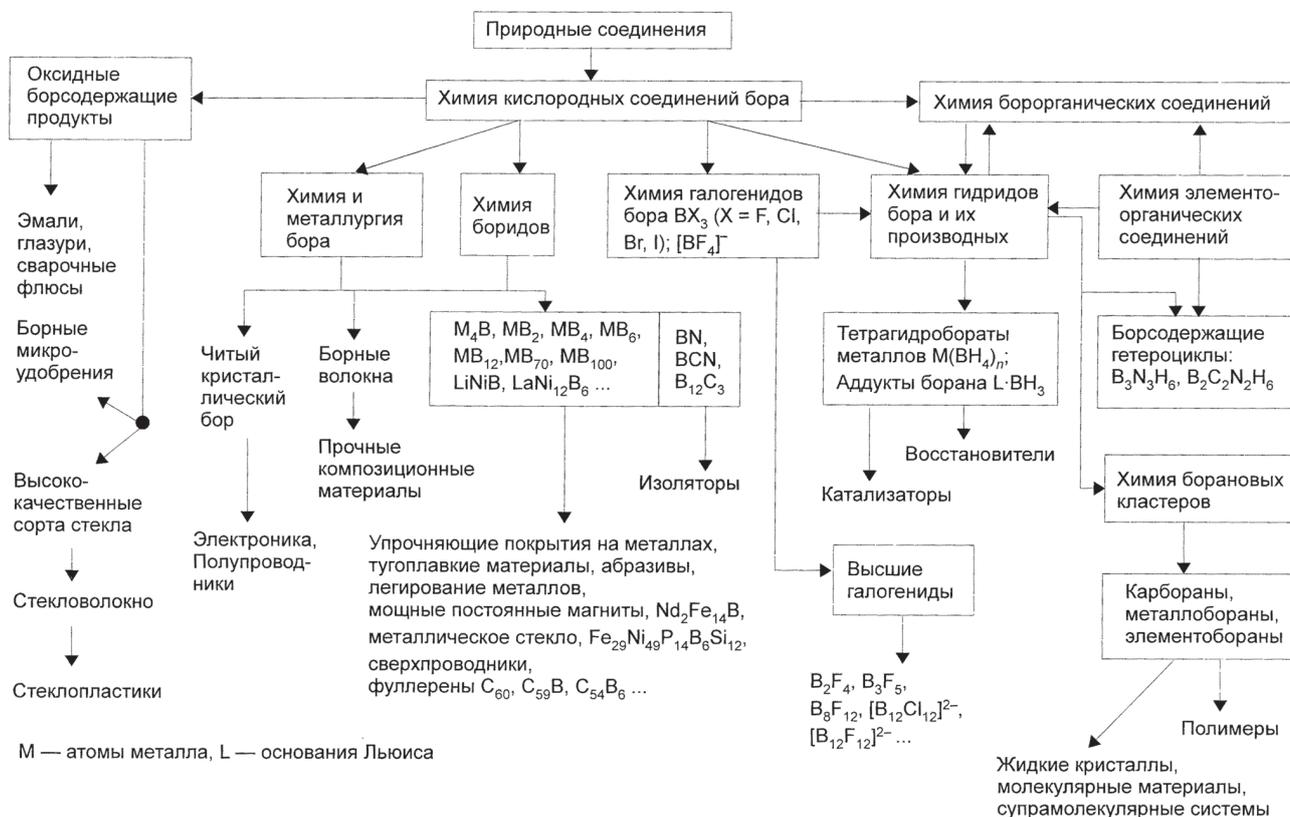 Природные соединения
Оксидные
борсодержащие
продукты
Химия кислородных соединений бора
Химия борорганических соединений
Химия и
металлургия
бора
Химия
боридов
Химия галогенидов
бора BX₃ (X = F, Cl,
Br, I); [BF₄]⁻
Химия гидридов
бора и их
производных
Химия элементо-
органических
соединений
Эмали,
глазури,
сварочные
флюсы
Борные
микро-
удобрения
Читый
кристал-
лический
бор
Борные
волокна
M₄B, MB₂, MB₄, MB₆,
MB₁₂,MB₇₀, MB₁₀₀,
LiNiB, LaNi₁₂B₆ ...
BN,
BCN,
B₁₂C₃
Тетрагидробораты
металлов M(BH₄)ₙ;
Аддукты борана L·BH₃
Борсодержащие
гетероциклы:
B₃N₃H₆, B₂C₂N₂H₆
Прочные
композиционные
материалы
Изоляторы
Катализаторы
Восстановители
Химия борановых
кластеров
Высоко-
качественные
сорта стекла
Электроника,
Полупровод-
ники
Упрочняющие покрытия на металлах,
тугоплавкие материалы, абразивы,
легирование металлов,
мощные постоянные магниты, Nd₂Fe₁₄B,
металлическое стекло, Fe₂₉Ni₄₉P₁₄B₆Si₁₂,
сверхпроводники,
фуллерены C₆₀, C₅₉B, C₅₄B₆ ...
Высшие
галогениды
Карбораны,
металлобораны,
элементобораны
Стекловолокно
Стеклопластики
B₂F₄, B₃F₅,
B₈F₁₂, [B₁₂Cl₁₂]²⁻,
[B₁₂F₁₂]²⁻ ...
Полимеры
Жидкие кристаллы,
молекулярные материалы,
супрамолекулярные системы
M — атомы металла, L — основания Льюиса